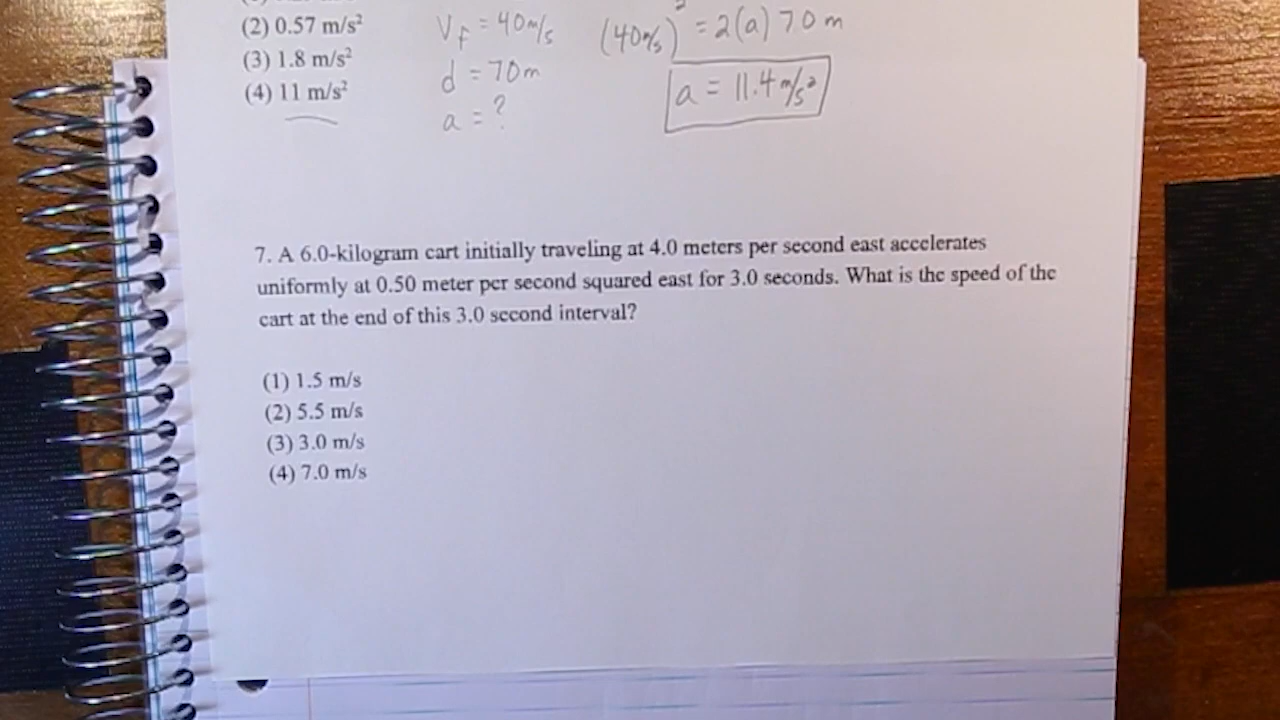 (2) 0.57 m/s²
(3) 1.8 m/s²
(4) 11 m/s²
V_f = 40 m/s
d = 70 m
a = ?
(40 m/s)² = 2(a) 70 m
a = 11.4 m/s²
7. A 6.0-kilogram cart initially traveling at 4.0 meters per second east accelerates
uniformly at 0.50 meter per second squared east for 3.0 seconds. What is the speed of the
cart at the end of this 3.0 second interval?
(1) 1.5 m/s
(2) 5.5 m/s
(3) 3.0 m/s
(4) 7.0 m/s